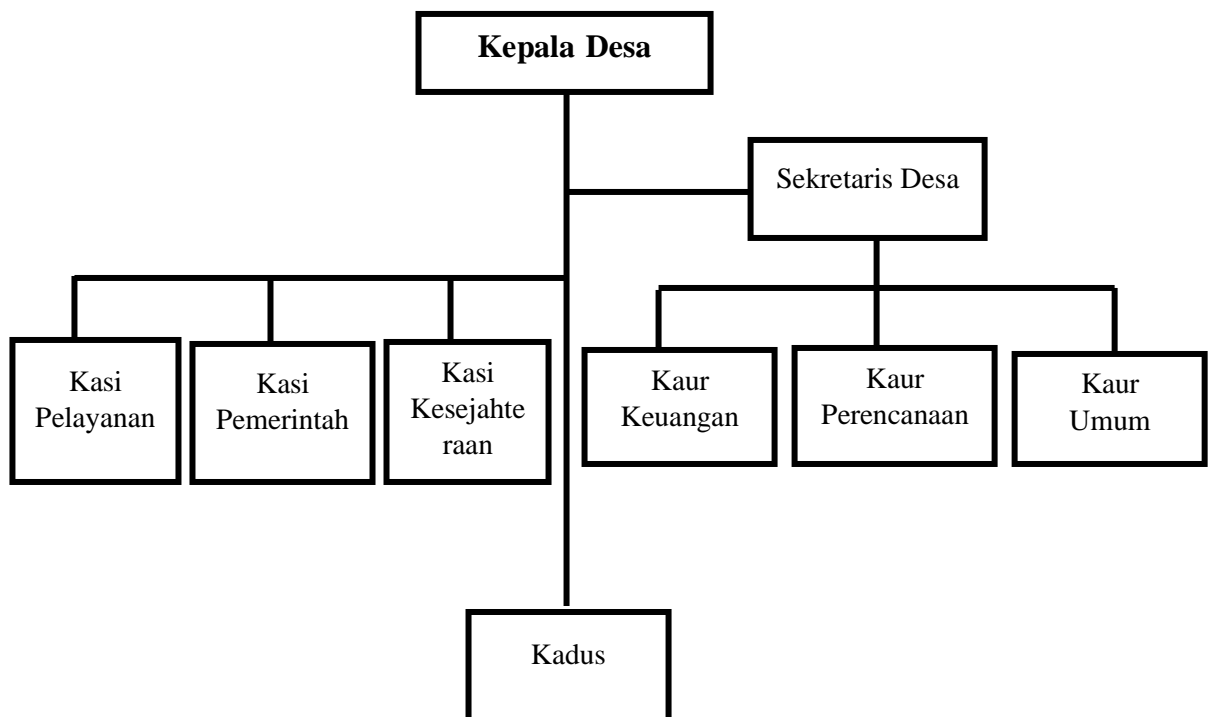 Kepala Desa
Sekretaris Desa
Kasi
Pelayanan
Kasi
Pemerintah
Kasi
Kesejahte
raan
Kaur
Keuangan
Kaur
Perencanaan
Kaur
Umum
Kadus